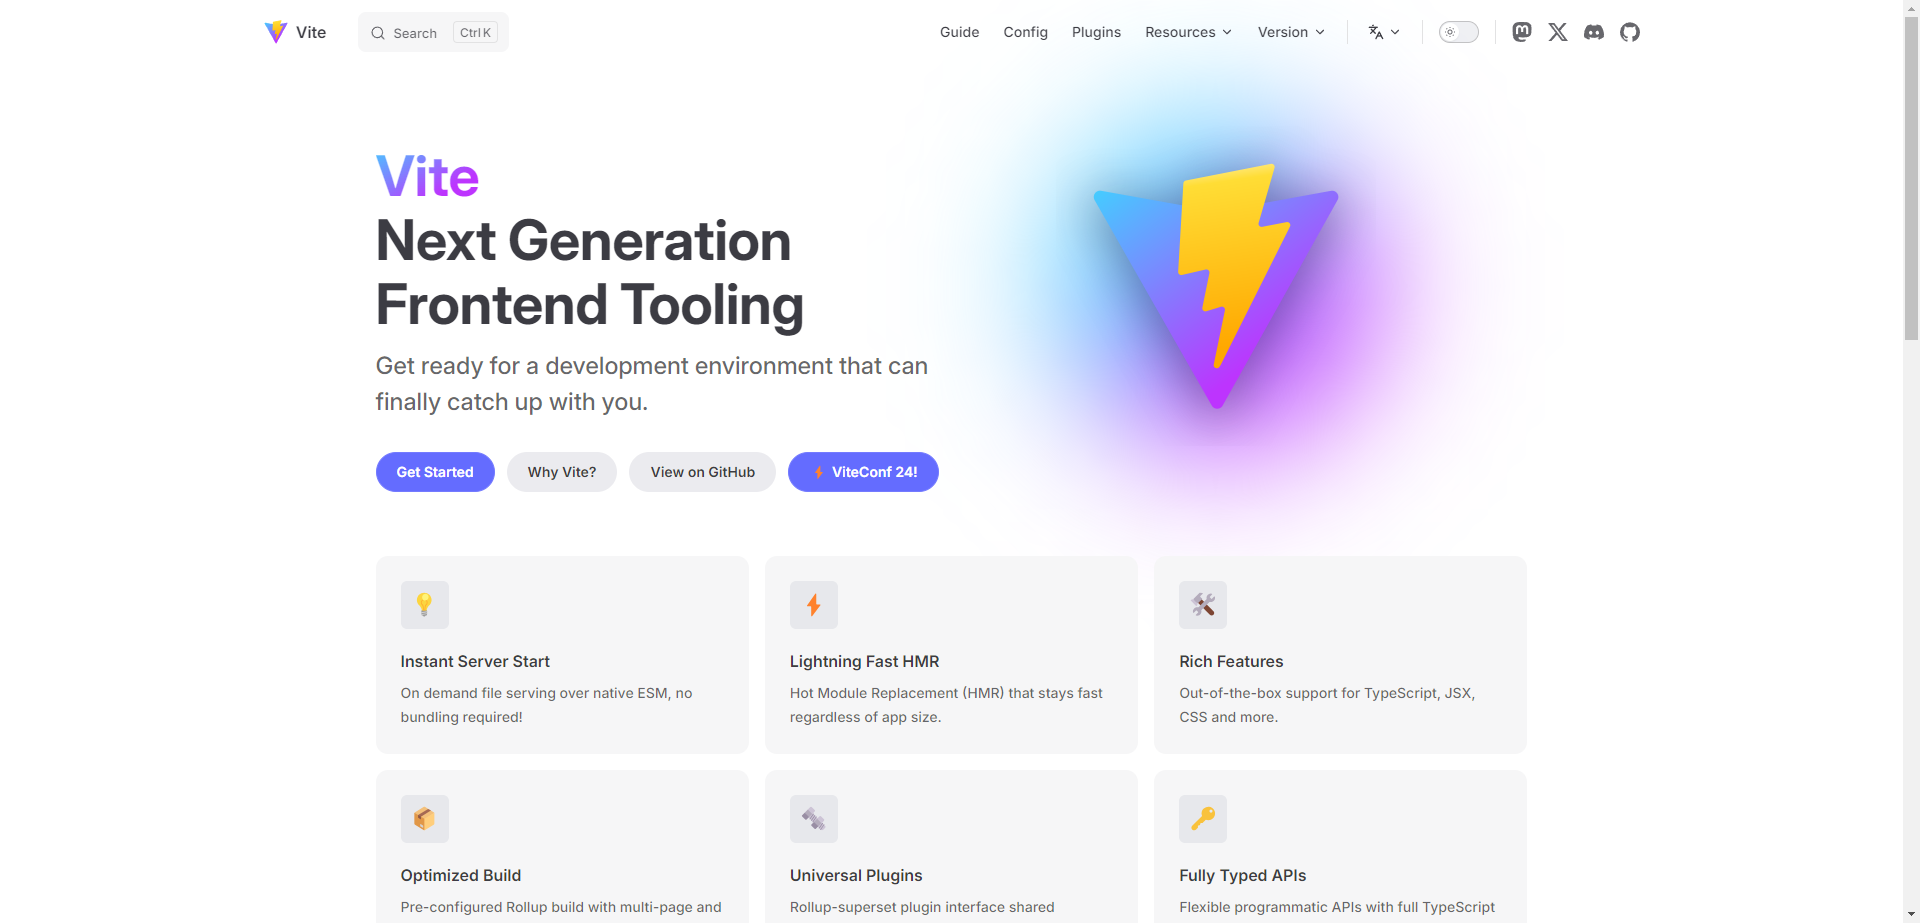 Vite
Search
Ctrl K
Guide
Config
Plugins
Resources
Version
Vite
Next Generation
Frontend Tooling
Get ready for a development environment that can
finally catch up with you.
Get Started
Why Vite?
View on GitHub
ViteConf 24!
Instant Server Start
On demand file serving over native ESM, no
bundling required!
Lightning Fast HMR
Hot Module Replacement (HMR) that stays fast
regardless of app size.
Rich Features
Out-of-the-box support for TypeScript, JSX,
CSS and more.
Optimized Build
Pre-configured Rollup build with multi-page and
Universal Plugins
Rollup-superset plugin interface shared
Fully Typed APIs
Flexible programmatic APIs with full TypeScript